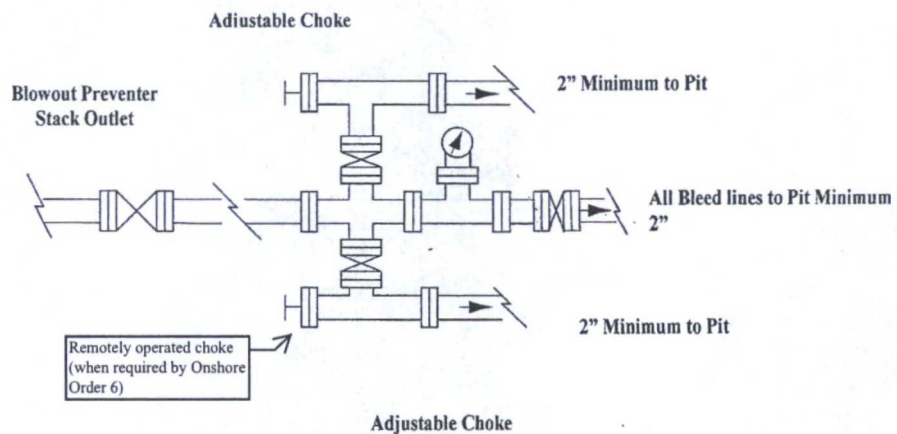 Adiustable Choke
2” Minimum to Pit
Blowout Preventer
Stack Outlet
All Bleed lines to Pit Minimum
2”
2” Minimum to Pit
Remotely operated choke
(when required by Onshore
Order 6)
Adjustable Choke